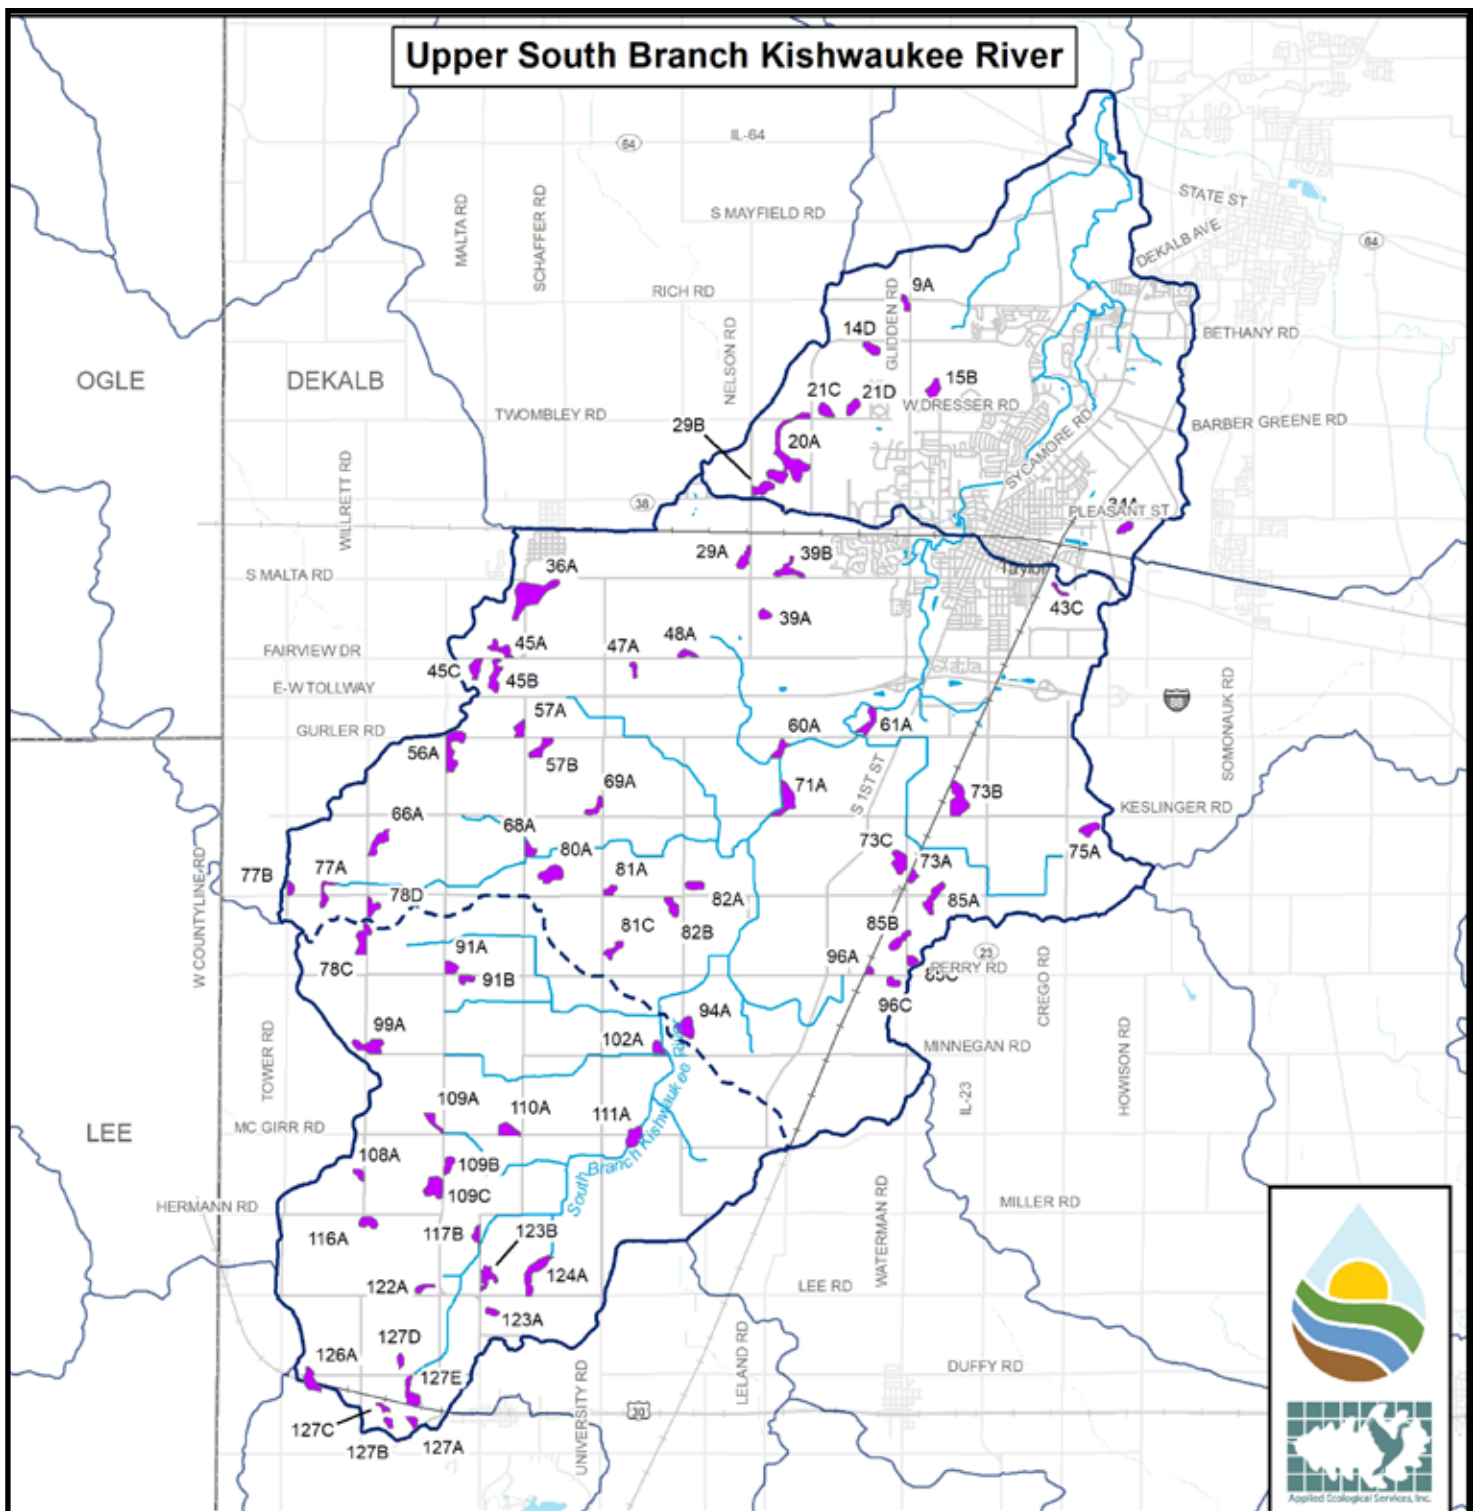 Upper South Branch Kishwaukee River
IL-64
64
STATE ST
MALTA RD
SCHAFFER RD
S MAYFIELD RD
DEKALB AVE
64
RICH RD
GLIDDEN RD
9A
NELSON RD
14D
BETHANY RD
OGLE
DEKALB
21C
21D
15B
W DRESSER RD
TWOMBLEY RD
29B
20A
SYCAMORE RD
BARBER GREENE RD
WILLRETT RD
38
34A
PLEASANT ST
29A
39B
36A
S MALTA RD
Taylor
43C
39A
45A
47A
48A
FAIRVIEW DR
45C
45B
E-W TOLLWAY
SOMONAUK RD
57A
60A
61A
GURLER RD
56A
57B
69A
71A
S 1ST ST
73B
KESLINGER RD
66A
68A
80A
73C
73A
75A
W COUNTYLINE RD
77B
77A
78D
81A
82A
85A
81C
82B
85B
78C
91A
96A
23
PERRY RD
85C
91B
96C
CREGO RD
94A
99A
102A
MINNEGAN RD
TOWER RD
HOWISON RD
IL-23
109A
110A
111A
MC GIRR RD
LEE
South Branch Kishwaukee River
108A
109B
109C
HERMANN RD
WATERMAN RD
MILLER RD
116A
117B
123B
122A
124A
LEE RD
123A
127D
126A
127E
LELAND RD
DUFFY RD
UNIVERSITY RD
30
127C
127B
127A
Applied Ecological Services, Inc.